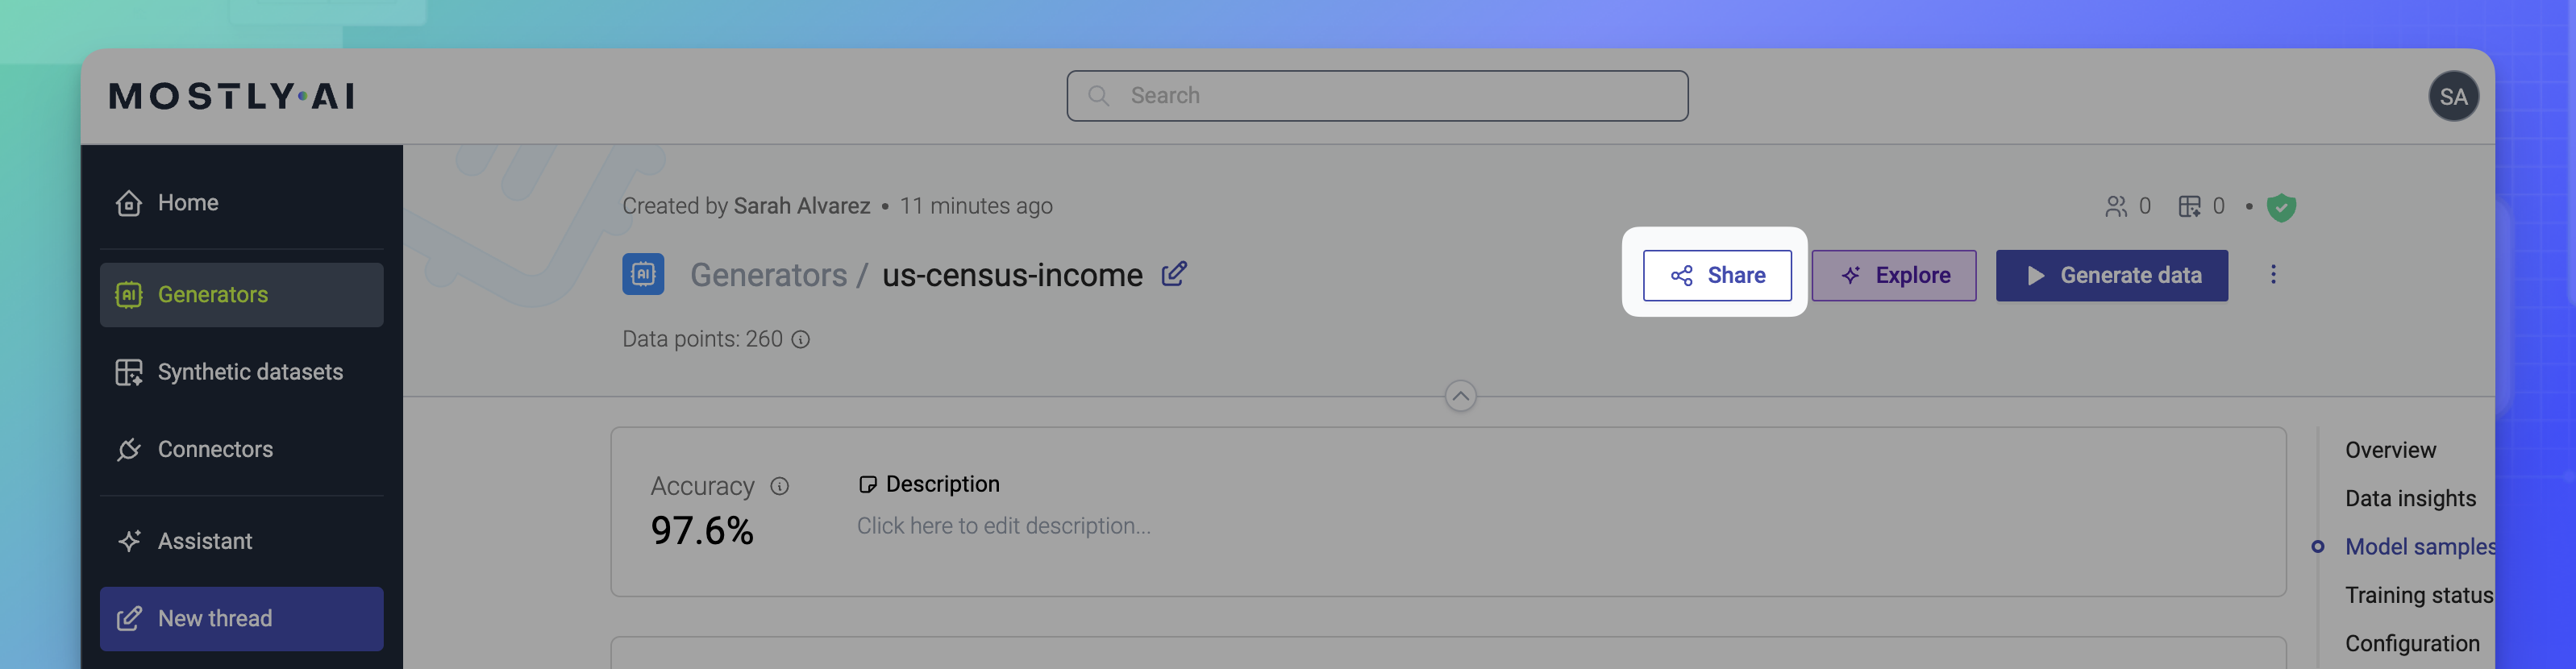 MOSTLY AI
Search
SA
Home
Generators
Synthetic datasets
Connectors
Assistant
New thread
Created by Sarah Alvarez • 11 minutes ago
0 0 •
AI Generators / us-census-income
Share
Explore
Generate data
Data points: 260
Accuracy
97.6%
Description
Click here to edit description...
Overview
Data insights
Model samples
Training status
Configuration